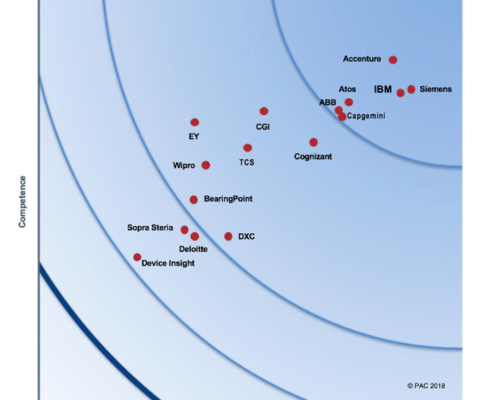 Accenture
Atos
IBM
Siemens
ABB
Capgemini
EY
CGI
TCS
Cognizant
Wipro
BearingPoint
Competence
Sopra Steria
DXC
Deloitte
Device Insight
© PAC 2018